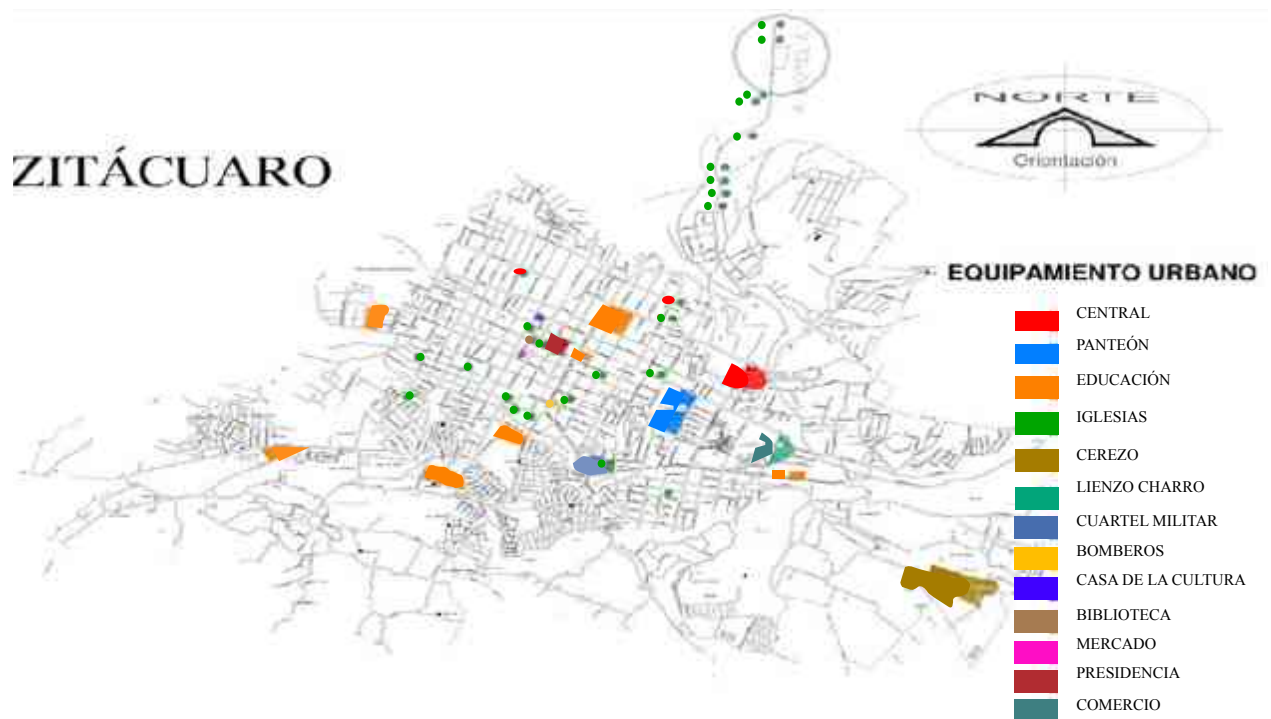 NORTE
Orientación
ZITÁCUARO
EQUIPAMIENTO URBANO
CENTRAL
PANTEÓN
EDUCACIÓN
IGLESIAS
CEREZO
LIENZO CHARRO
CUARTEL MILITAR
BOMBEROS
CASA DE LA CULTURA
BIBLIOTECA
MERCADO
PRESIDENCIA
COMERCIO